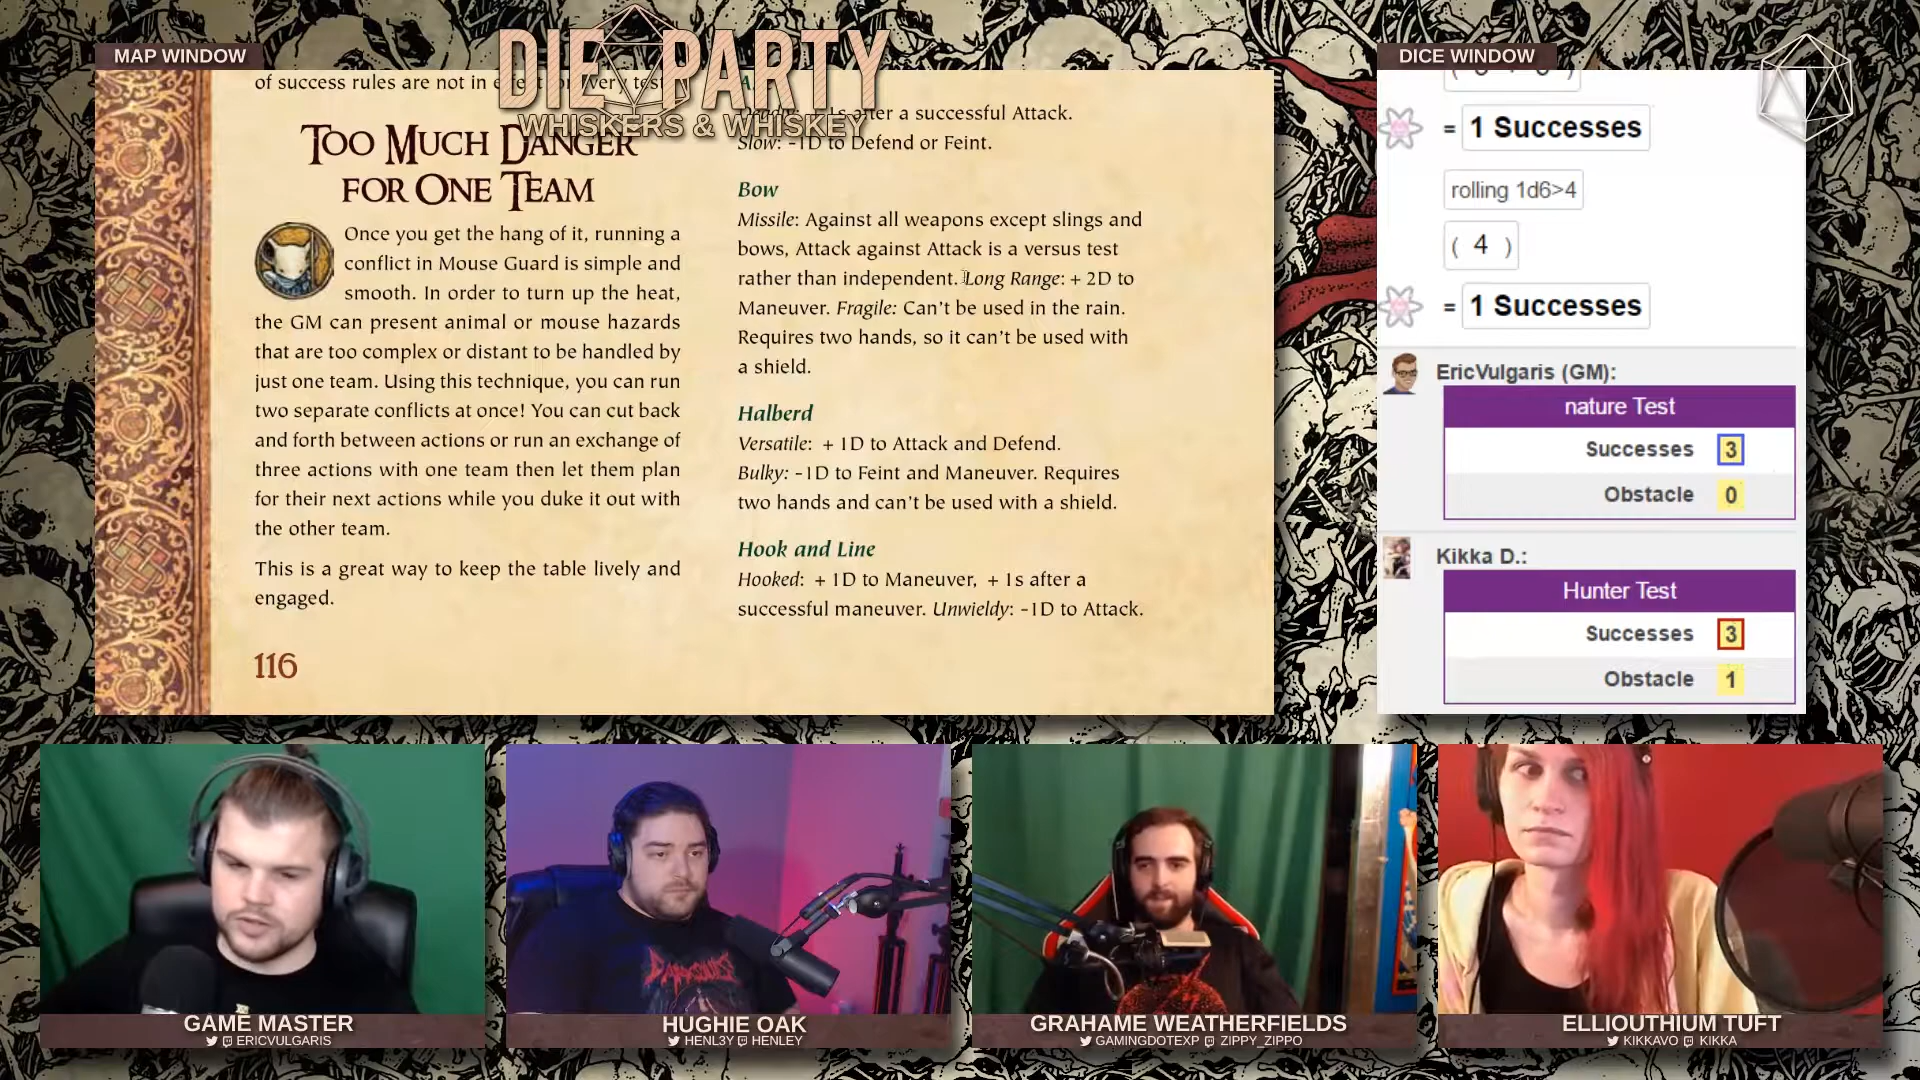 MAP WINDOW
DIE PARTY
WHISKERS & WHISKEY
DICE WINDOW
of success rules are not in effect for every test.
TOO MUCH DANGER
FOR ONE TEAM
Once you get the hang of it, running a
conflict in Mouse Guard is simple and
smooth. In order to turn up the heat,
the GM can present animal or mouse hazards
that are too complex or distant to be handled by
just one team. Using this technique, you can run
two separate conflicts at once! You can cut back
and forth between actions or run an exchange of
three actions with one team then let them plan
for their next actions while you duke it out with
the other team.
This is a great way to keep the table lively and
engaged.
116
after a successful Attack.
Slow: -1D to Defend or Feint.
Bow
Missile: Against all weapons except slings and
bows, Attack against Attack is a versus test
rather than independent. Long Range: + 2D to
Maneuver. Fragile: Can't be used in the rain.
Requires two hands, so it can't be used with
a shield.
Halberd
Versatile: + 1D to Attack and Defend.
Bulky: -1D to Feint and Maneuver. Requires
two hands and can't be used with a shield.
Hook and Line
Hooked: + 1D to Maneuver, + 1s after a
successful maneuver. Unwieldy: -1D to Attack.
= 1 Successes
rolling 1d6>4
( 4 )
= 1 Successes
EricVulgaris (GM):
nature Test
Successes 3
Obstacle 0
Kikka D.:
Hunter Test
Successes 3
Obstacle 1
GAME MASTER
ERICVULGARIS
HUGHIE OAK
HENL3Y HENLEY
GRAHAME WEATHERFIELDS
GAMINGDOTEXP ZIPPY_ZIPPO
ELLIOUTHIUM TUFT
KIKKAVO KIKKA